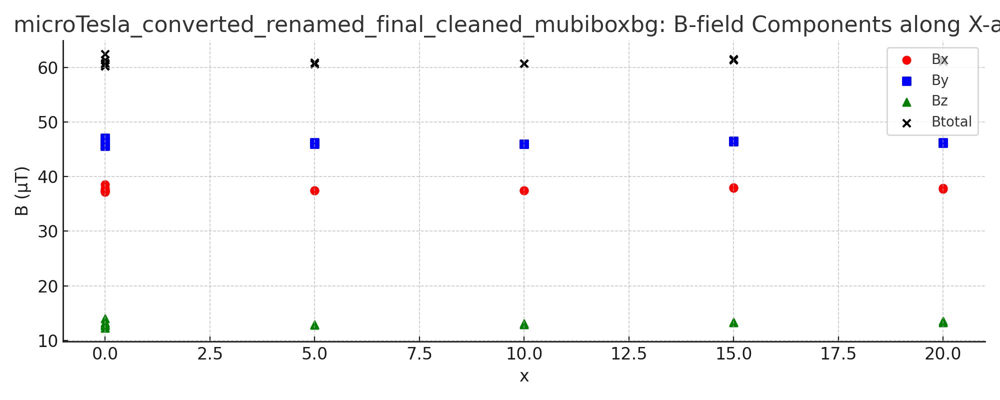 microTesla_converted_renamed_final_cleaned_mubiboxbg: B-field Components along X-a
60
50
40
30
20
10
B (µT)
Bx
By
Bz
Btotal
0.0 2.5 5.0 7.5 10.0 12.5 15.0 17.5 20.0
x